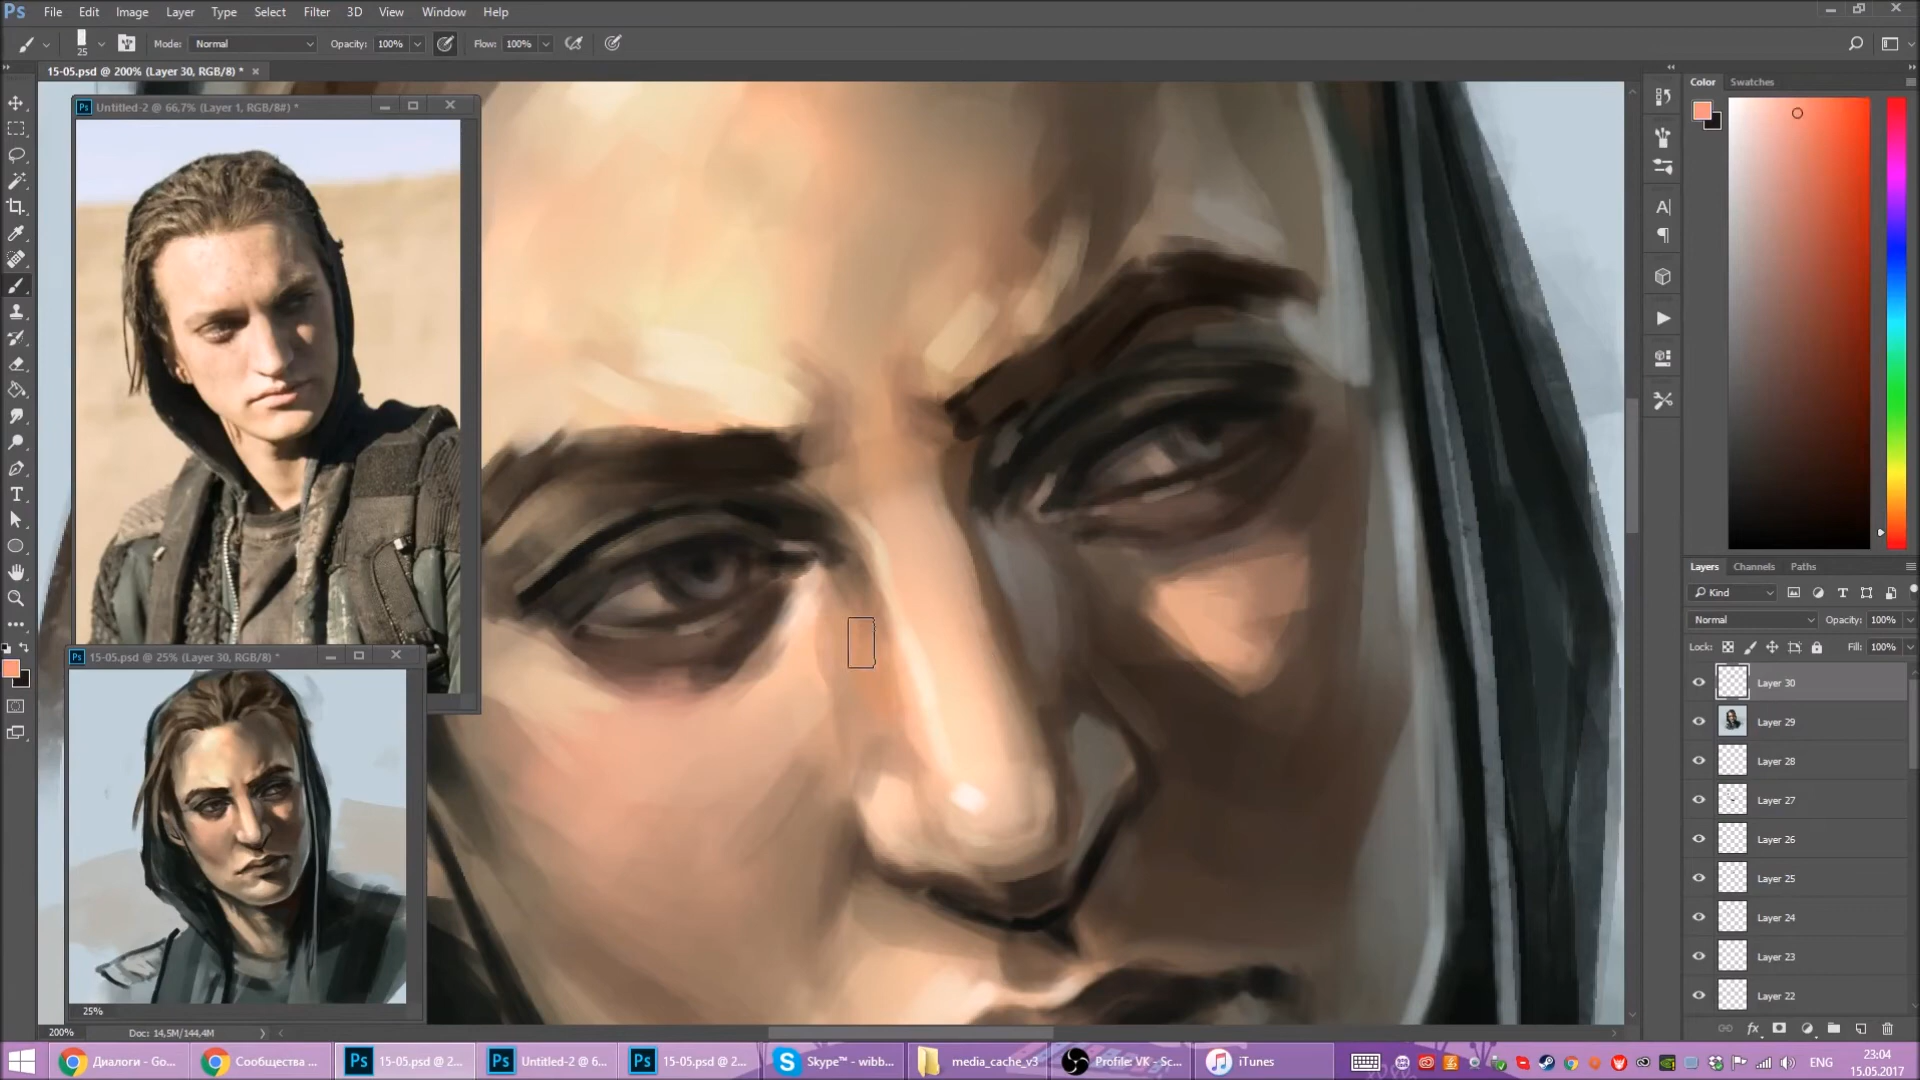 Ps File Edit Image Layer Type Select Filter 3D View Window Help
25 Mode: Normal Opacity: 100% Flow: 100%
15-05.psd @ 200% (Layer 30, RGB/8) *
Untitled-2 @ 66,7% (Layer 1, RGB/8#) *
15-05.psd @ 25% (Layer 30, RGB/8) *
25%
200% Doc: 14,5M/144,4M
Color Swatches
Layers Channels Paths
Kind
Normal Opacity: 100%
Lock: Fill: 100%
Layer 30
Layer 29
Layer 28
Layer 27
Layer 26
Layer 25
Layer 24
Layer 23
Layer 22
Диалоги - Go...
Сообщества ...
Ps 15-05.psd @ 2...
Ps Untitled-2 @ 6...
Ps 15-05.psd @ 2...
Skype™ - wibb...
media_cache_v3
Profile: VK - Sc...
iTunes
ENG
23:04
15.05.2017